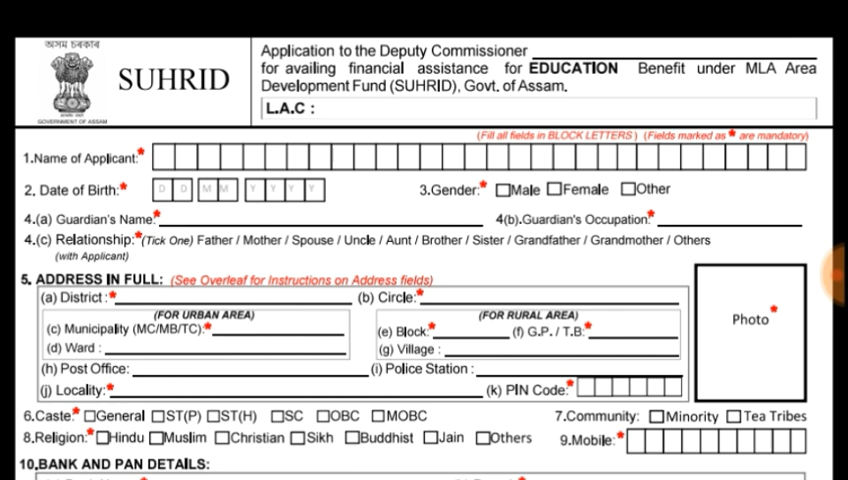 অসম চৰকাৰ
SUHRID
GOVERNMENT OF ASSAM
Application to the Deputy Commissioner
for availing financial assistance for EDUCATION Benefit under MLA Area
Development Fund (SUHRID), Govt. of Assam.
L.A.C :
(Fill all fields in BLOCK LETTERS) (Fields marked as * are mandatory)
1.Name of Applicant:*
2. Date of Birth:* D D M M Y Y Y Y 3.Gender:* Male Female Other
4.(a) Guardian's Name:* 4(b).Guardian's Occupation:*
4.(c) Relationship:*(Tick One) Father / Mother / Spouse / Uncle / Aunt / Brother / Sister / Grandfather / Grandmother / Others
(with Applicant)
5. ADDRESS IN FULL: (See Overleaf for Instructions on Address fields)
(a) District :* (b) Circle:*
(FOR URBAN AREA) (FOR RURAL AREA)
(c) Municipality (MC/MB/TC):* (e) Block:* (f) G.P. / T.B:*
(d) Ward : (g) Village :
(h) Post Office: (i) Police Station :
(j) Locality:* (k) PIN Code:*
Photo*
6.Caste:* General ST(P) ST(H) SC OBC MOBC 7.Community: Minority Tea Tribes
8.Religion:* Hindu Muslim Christian Sikh Buddhist Jain Others 9.Mobile:*
10.BANK AND PAN DETAILS: